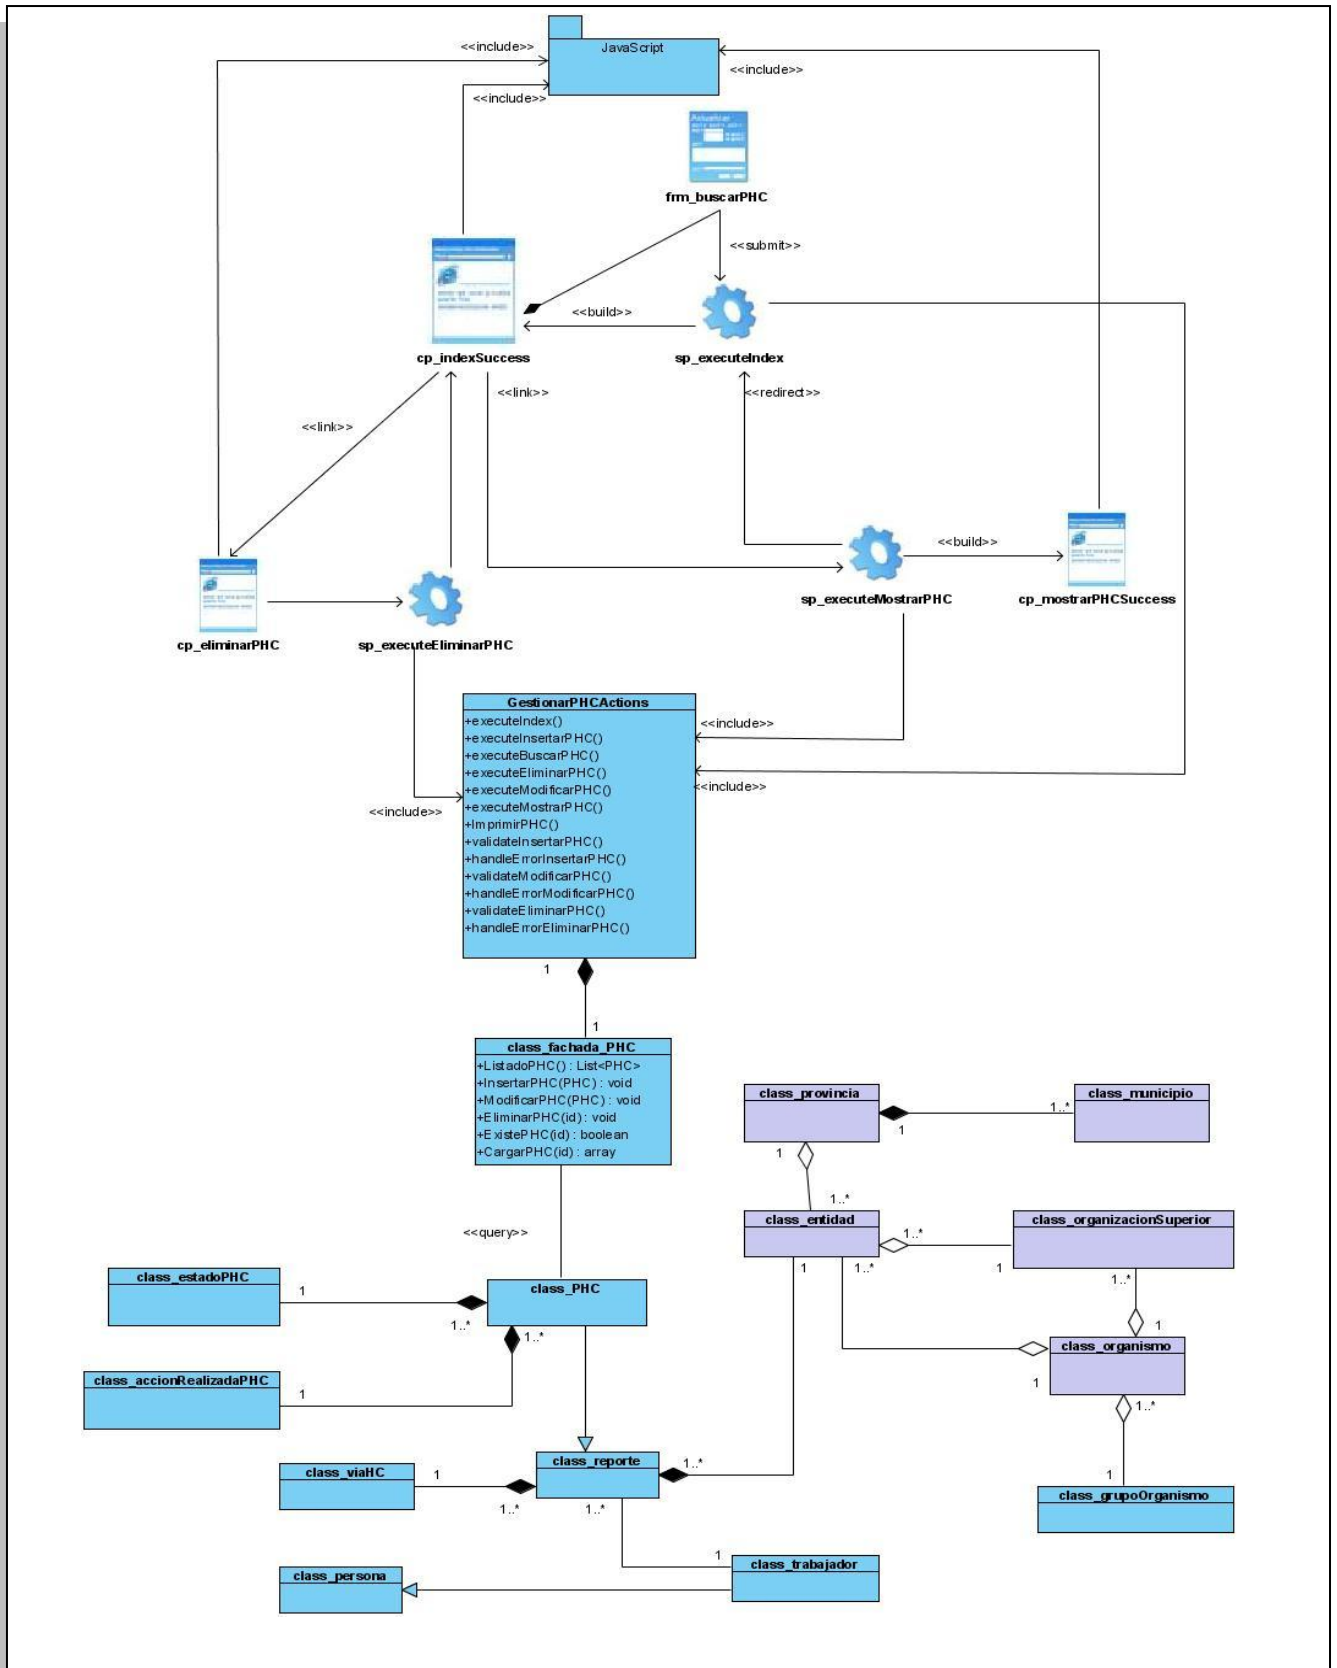 JavaScript
<<include>>
<<include>>
<<include>>
Actualizar
frm_buscarPHC
<<submit>>
<<build>>
cp_indexSuccess
sp_executeIndex
<<link>>
<<redirect>>
<<link>>
<<build>>
cp_eliminarPHC
sp_executeEliminarPHC
sp_executeMostrarPHC
cp_mostrarPHCSuccess
GestionarPHCActions
+executeIndex()
+executeInsertarPHC()
+executeBuscarPHC()
+executeEliminarPHC()
+executeModificarPHC()
+executeMostrarPHC()
+ImprimirPHC()
+validateInsertarPHC()
+handleErrorInsertarPHC()
+validateModificarPHC()
+handleErrorModificarPHC()
+validateEliminarPHC()
+handleErrorEliminarPHC()
<<include>>
<<include>>
<<include>>
1
1
class_fachada_PHC
+ListadoPHC() : List<PHC>
+InsertarPHC(PHC) : void
+ModificarPHC(PHC) : void
+EliminarPHC(id) : void
+ExistePHC(id) : boolean
+CargarPHC(id) : array
class_provincia
1
1..*
class_municipio
1
1..*
<<query>>
class_entidad
1..*
1
class_organizacionSuperior
1
1..*
1..*
1
class_estadoPHC
1
1..*
class_PHC
1..*
class_organismo
1
1..*
class_accionRealizadaPHC
1
class_viaHC
1
1..*
class_reporte
1..*
1..*
1
class_grupoOrganismo
1
class_trabajador
class_persona